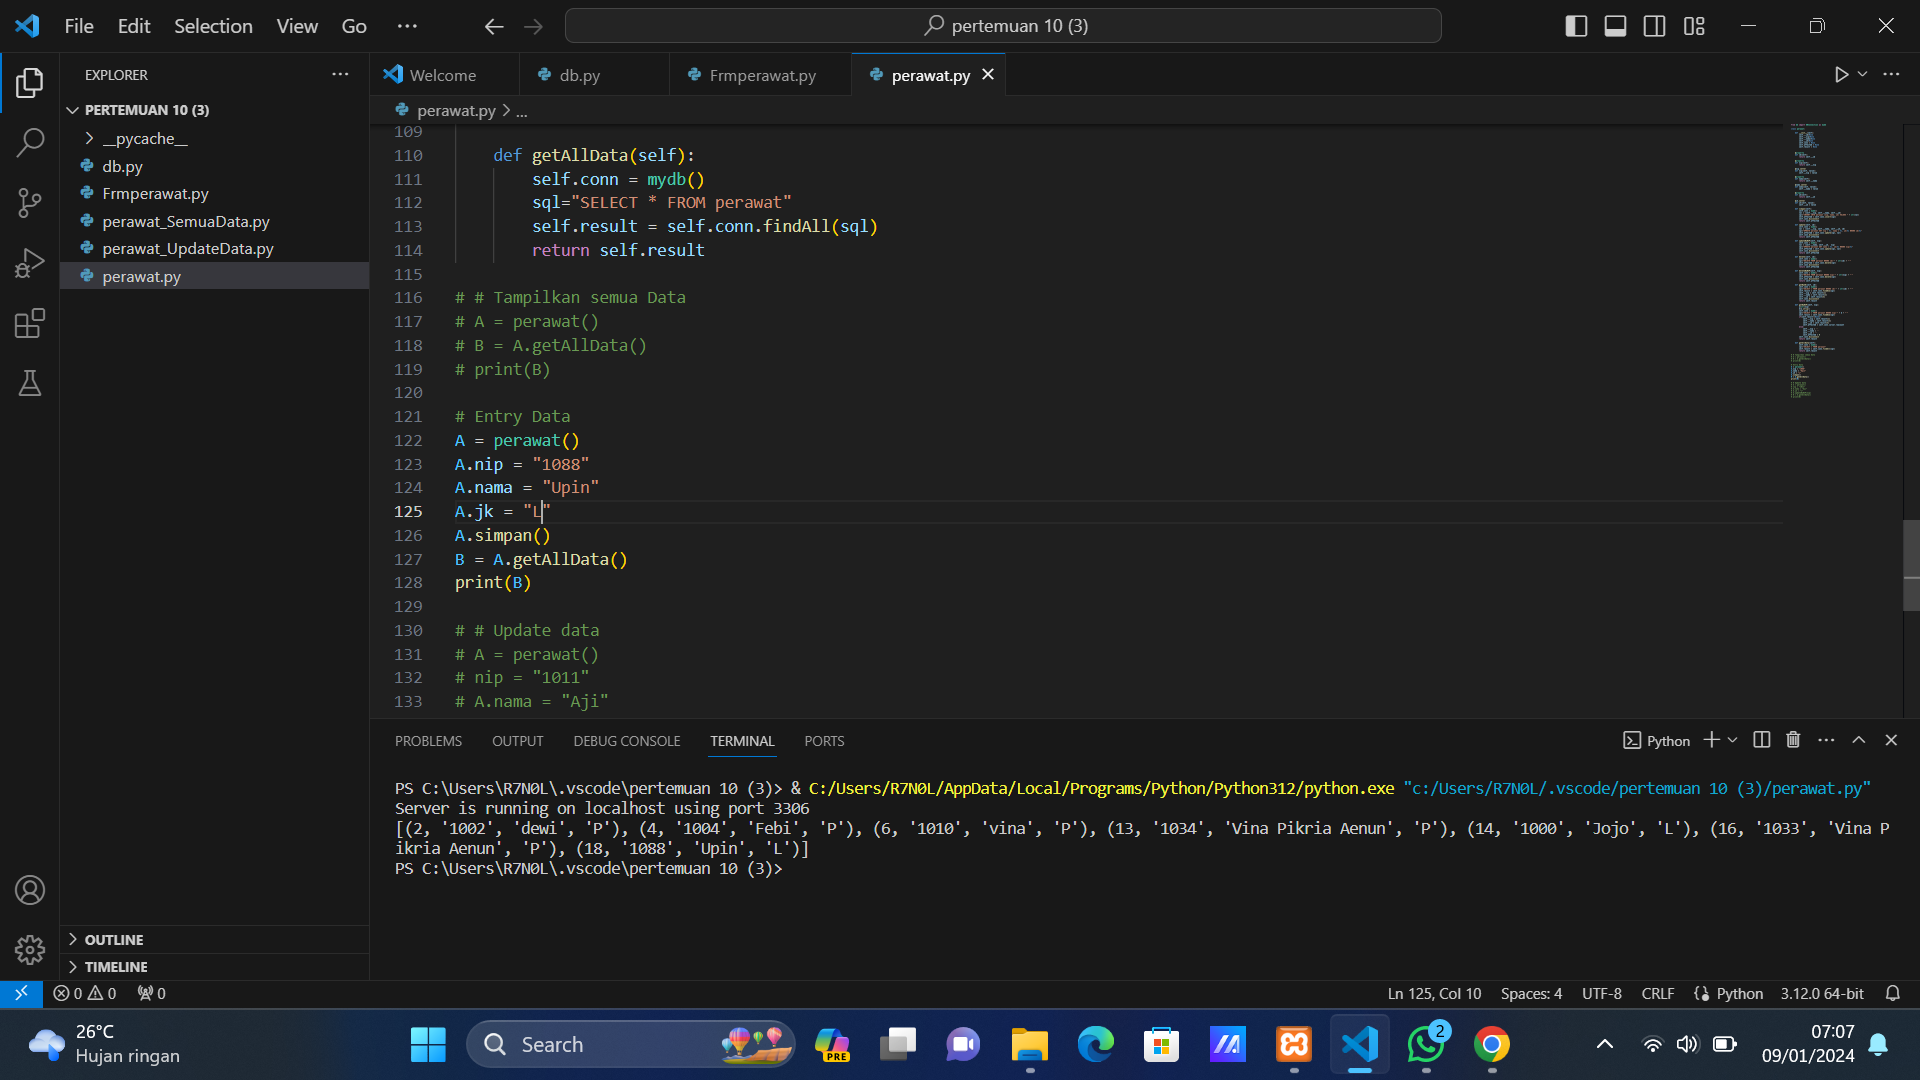 File Edit Selection View Go ...
pertemuan 10 (3)
EXPLORER
Welcome db.py Frmperawat.py perawat.py
PERTEMUAN 10 (3)
__pycache__
db.py
Frmperawat.py
perawat_SemuaData.py
perawat_UpdateData.py
perawat.py
OUTLINE
TIMELINE
perawat.py > ...
109
110 def getAllData(self):
111 self.conn = mydb()
112 sql="SELECT * FROM perawat"
113 self.result = self.conn.findAll(sql)
114 return self.result
115
116 # # Tampilkan semua Data
117 # A = perawat()
118 # B = A.getAllData()
119 # print(B)
120
121 # Entry Data
122 A = perawat()
123 A.nip = "1088"
124 A.nama = "Upin"
125 A.jk = "L"
126 A.simpan()
127 B = A.getAllData()
128 print(B)
129
130 # # Update data
131 # A = perawat()
132 # nip = "1011"
133 # A.nama = "Aji"
PROBLEMS OUTPUT DEBUG CONSOLE TERMINAL PORTS
Python
PS C:\Users\R7N0L\.vscode\pertemuan 10 (3)> & C:/Users/R7N0L/AppData/Local/Programs/Python/Python312/python.exe "c:/Users/R7N0L/.vscode/pertemuan 10 (3)/perawat.py"
Server is running on localhost using port 3306
[(2, '1002', 'dewi', 'P'), (4, '1004', 'Febi', 'P'), (6, '1010', 'vina', 'P'), (13, '1034', 'Vina Pikria Aenun', 'P'), (14, '1000', 'Jojo', 'L'), (16, '1033', 'Vina P
ikria Aenun', 'P'), (18, '1088', 'Upin', 'L')]
PS C:\Users\R7N0L\.vscode\pertemuan 10 (3)>
0 0 0
Ln 125, Col 10 Spaces: 4 UTF-8 CRLF Python 3.12.0 64-bit
26°C
Hujan ringan
Search
PRE
2
07:07
09/01/2024